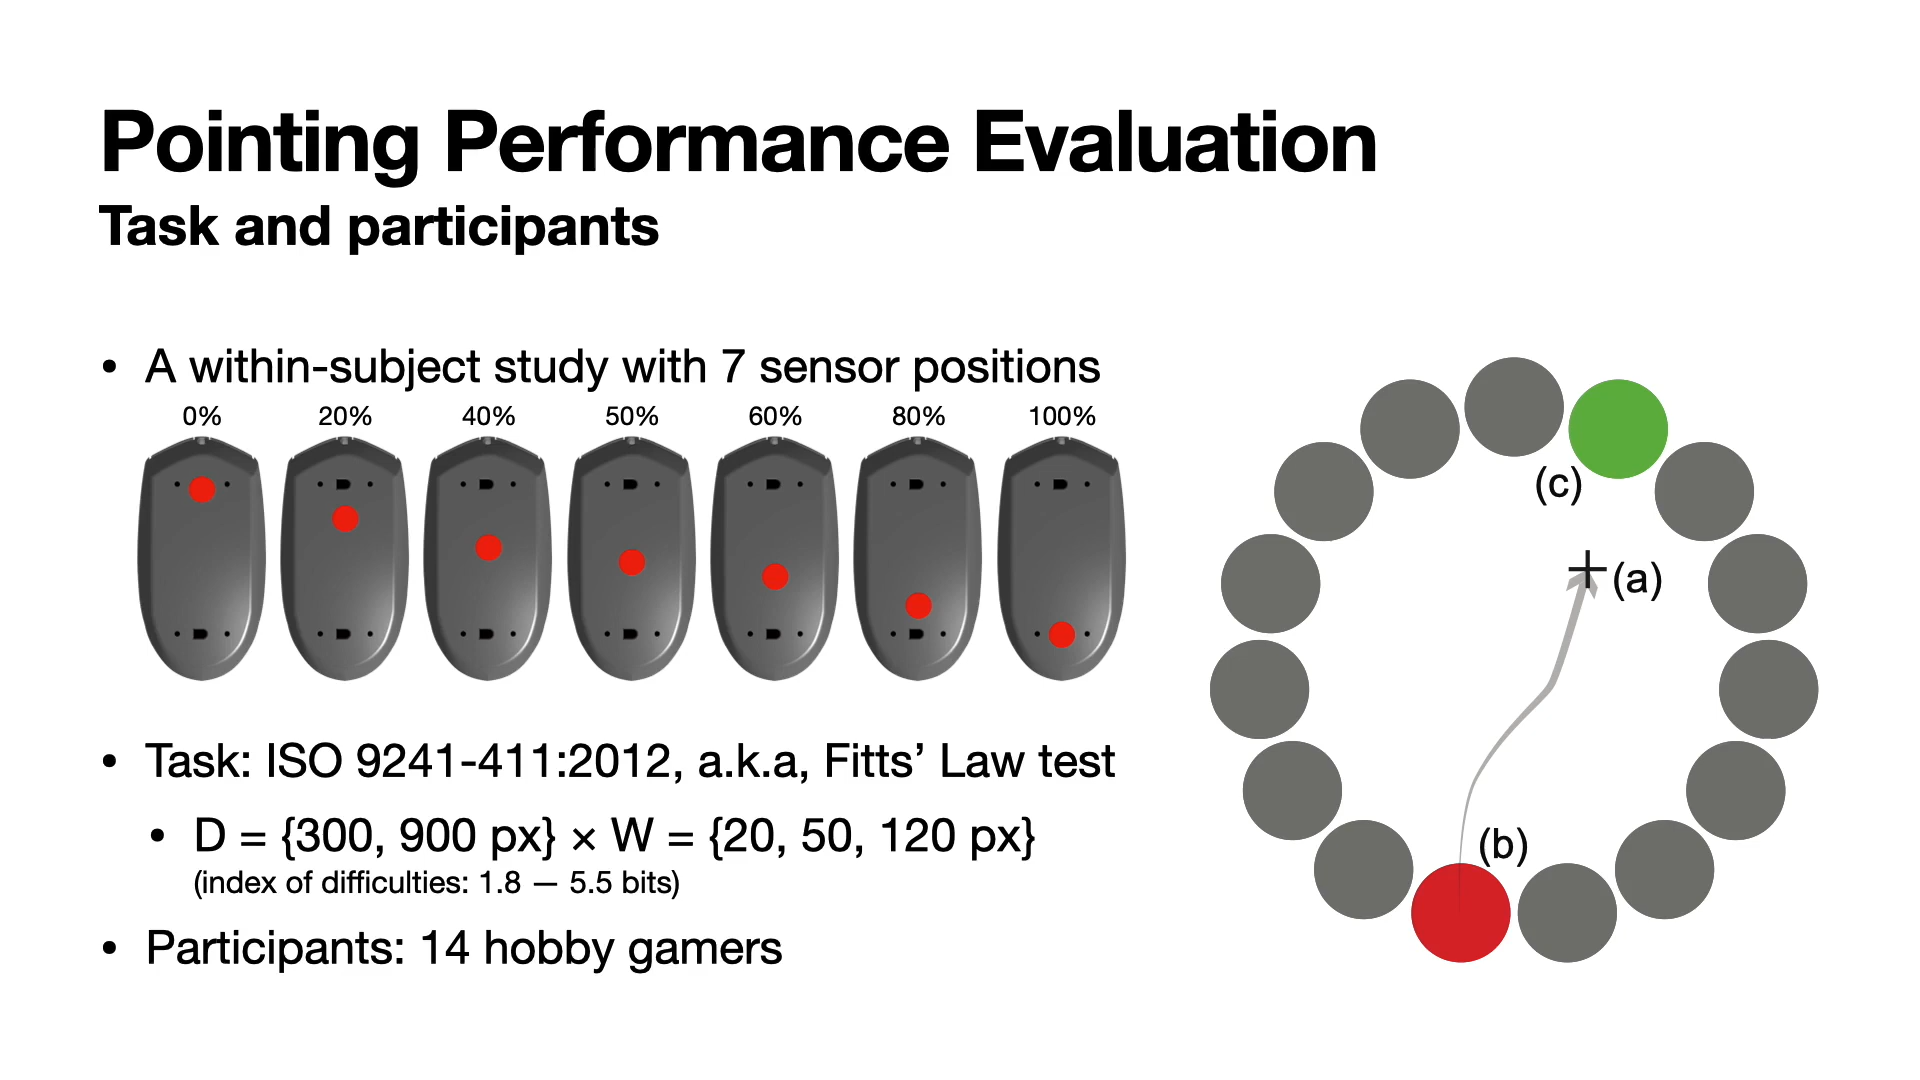 Pointing Performance Evaluation
Task and participants
• A within-subject study with 7 sensor positions
0% 20% 40% 50% 60% 80% 100%
• Task: ISO 9241-411:2012, a.k.a, Fitts’ Law test
• D = {300, 900 px} × W = {20, 50, 120 px}
(index of difficulties: 1.8 — 5.5 bits)
• Participants: 14 hobby gamers
(c)
(a)
(b)